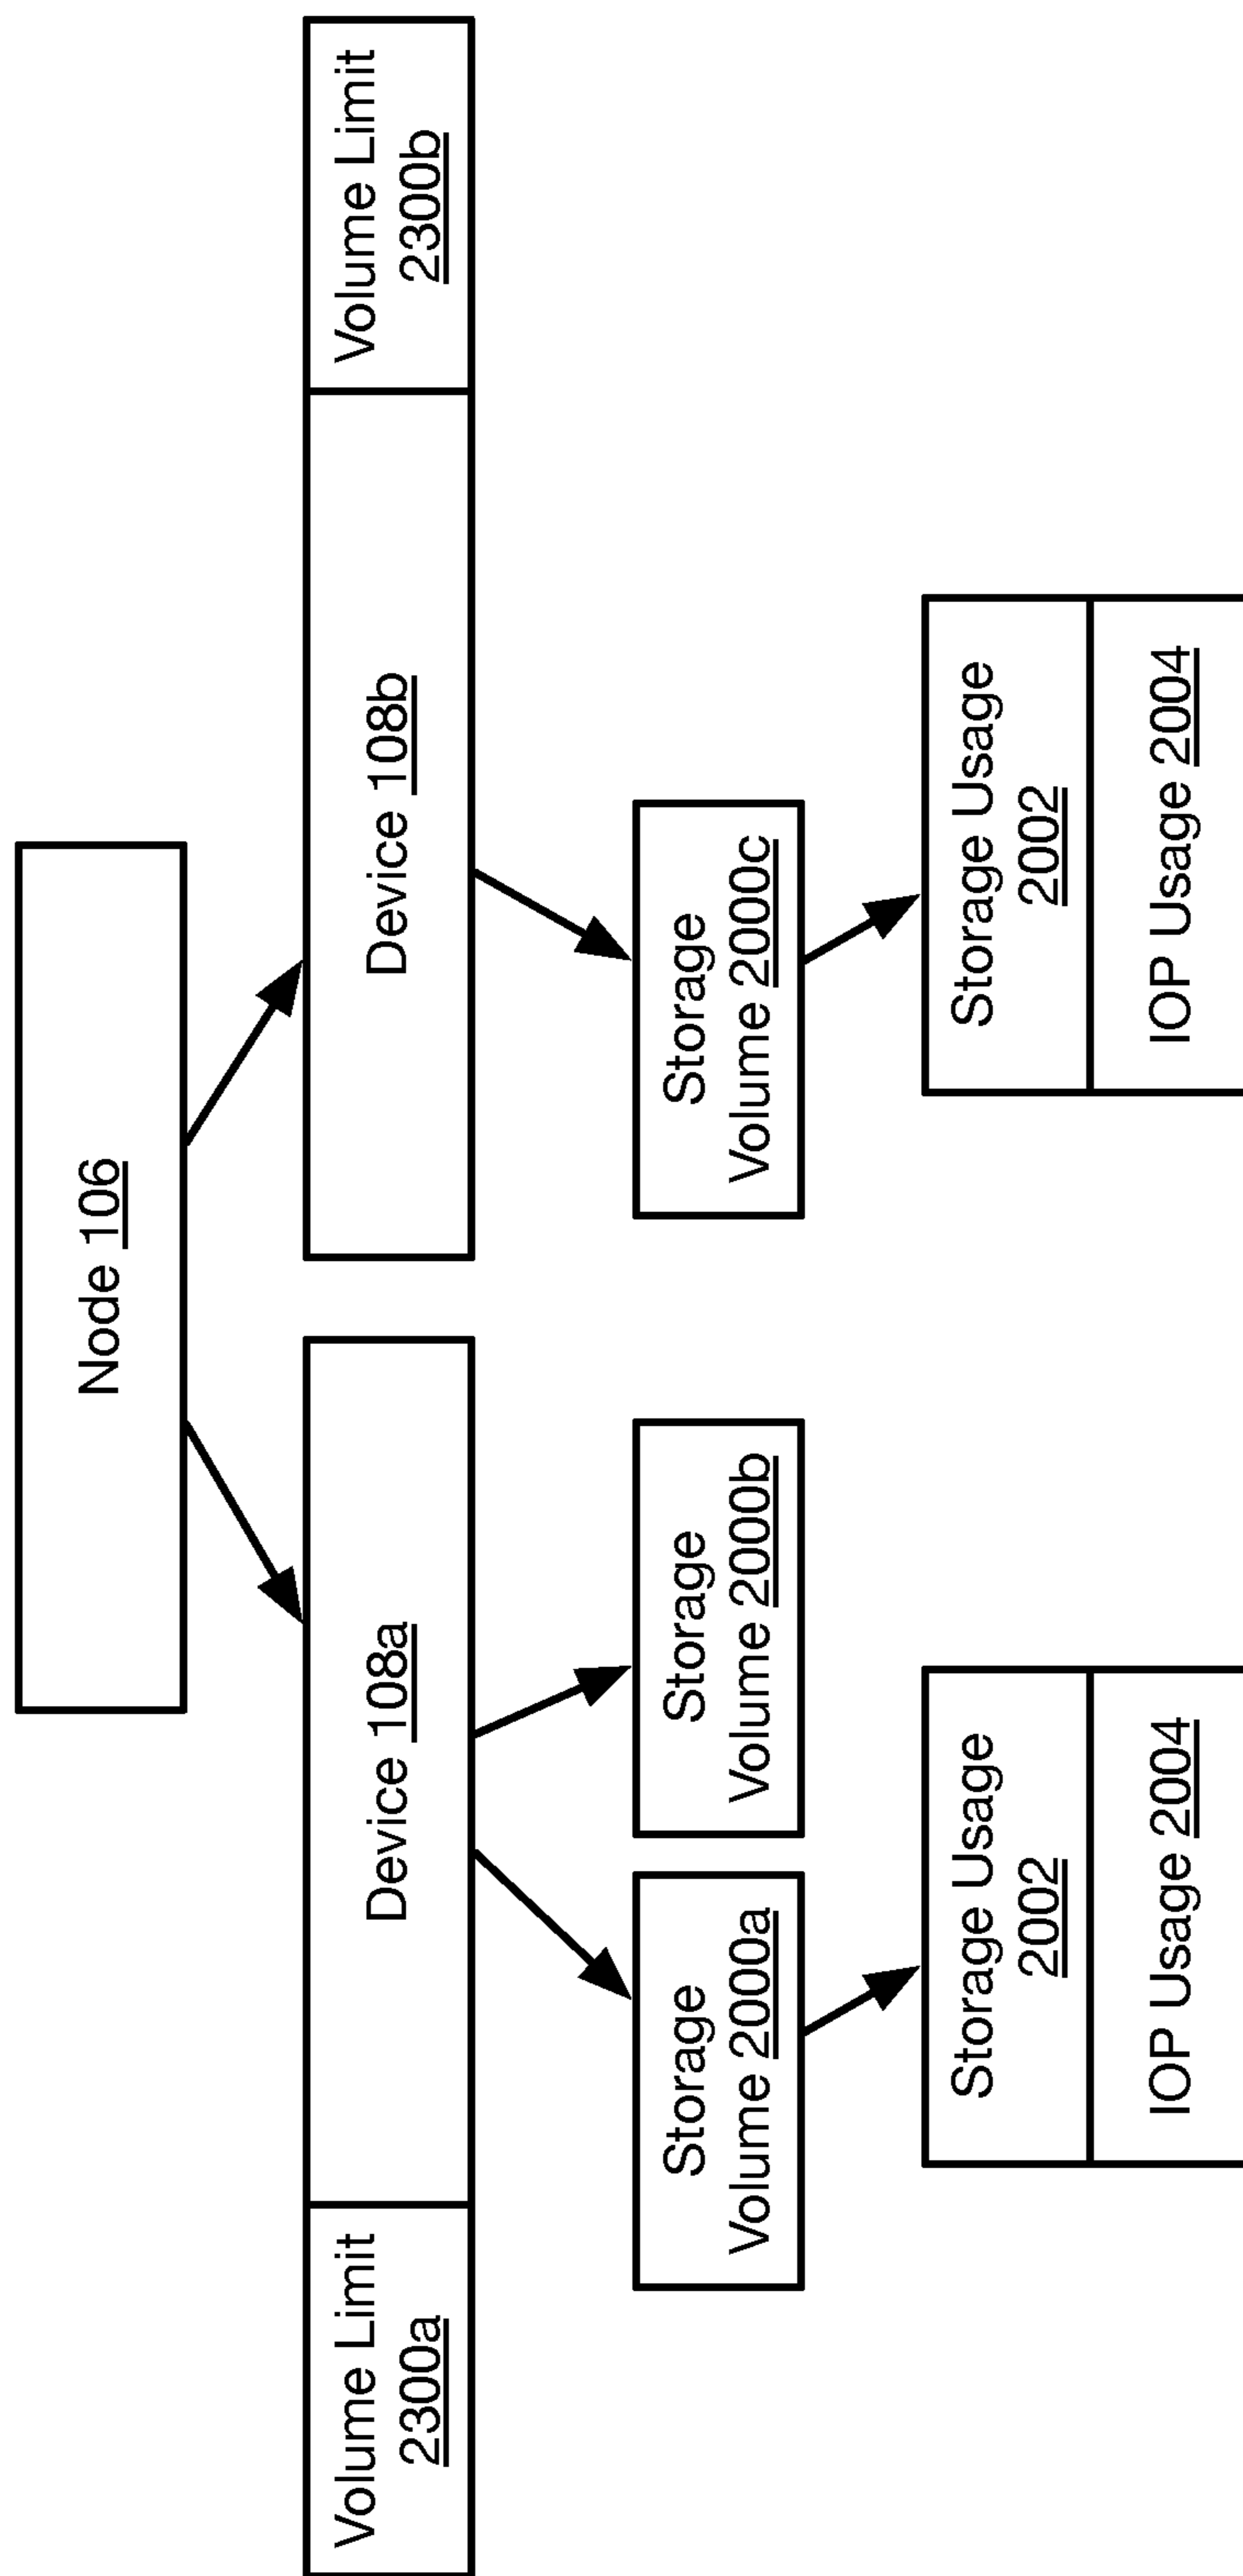 Node 106
Volume Limit
2300a
Device 108a
Device 108b
Volume Limit
2300b
Storage
Volume 2000a
Storage
Volume 2000b
Storage
Volume 2000c
Storage Usage
2002
IOP Usage 2004
Storage Usage
2002
IOP Usage 2004